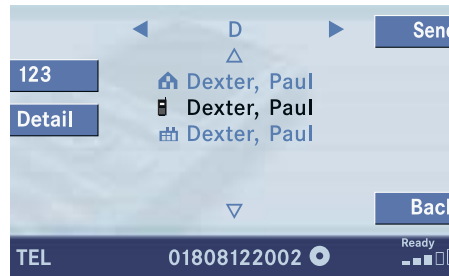 D
Send
123
Dexter, Paul
Detail
Dexter, Paul
Dexter, Paul
Back
TEL
01808122002
Ready